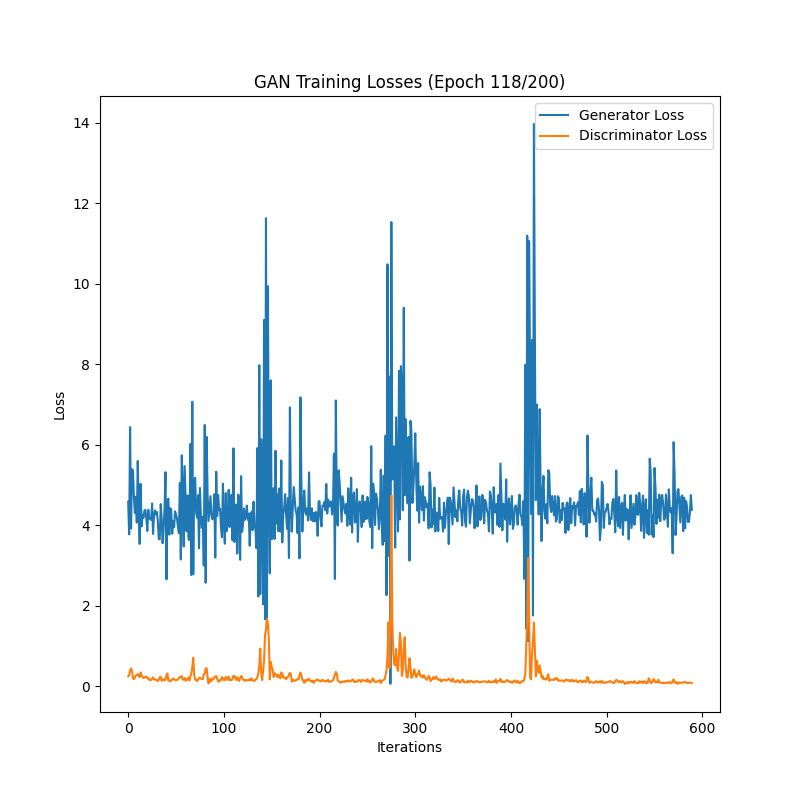 GAN Training Losses (Epoch 118/200)
Generator Loss
Discriminator Loss
14
12
10
8
6
4
2
0
Loss
0 100 200 300 400 500 600
Iterations